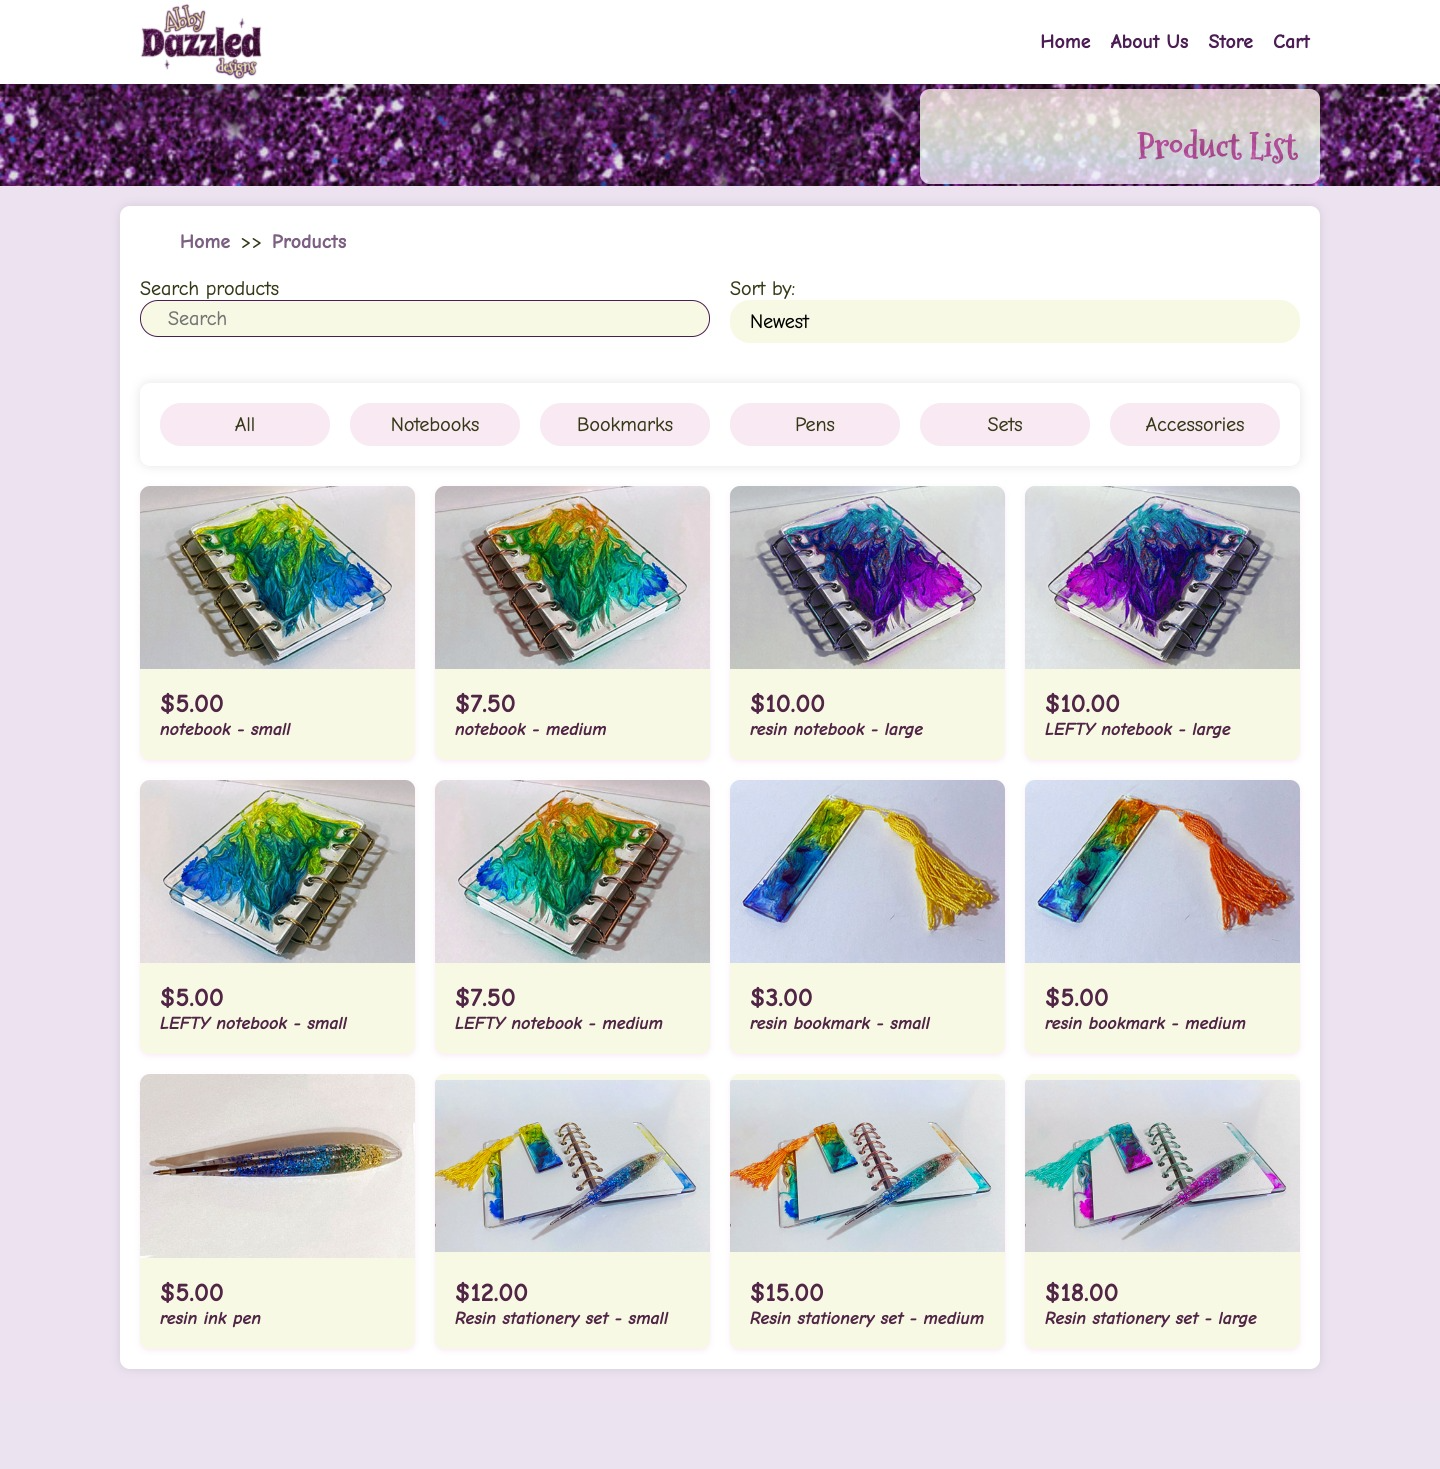 Abby
Dazzled
designs
Home About Us Store Cart
Product List
Home >> Products
Search products
Search
Sort by:
Newest
All Notebooks Bookmarks Pens Sets Accessories
$5.00
notebook - small
$7.50
notebook - medium
$10.00
resin notebook - large
$10.00
LEFTY notebook - large
$5.00
LEFTY notebook - small
$7.50
LEFTY notebook - medium
$3.00
resin bookmark - small
$5.00
resin bookmark - medium
$5.00
resin ink pen
$12.00
Resin stationery set - small
$15.00
Resin stationery set - medium
$18.00
Resin stationery set - large